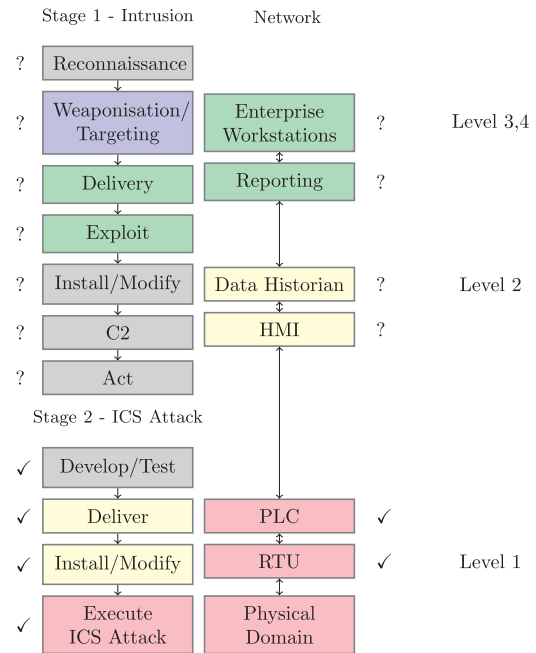 Stage 1 - Intrusion
Network
? Reconnaissance
? Weaponisation/
Targeting
Enterprise
Workstations ?
Level 3,4
? Delivery
Reporting ?
? Exploit
? Install/Modify
Data Historian ?
Level 2
? C2
HMI ?
? Act
Stage 2 - ICS Attack
✓ Develop/Test
✓ Deliver
PLC ✓
✓ Install/Modify
RTU ✓
Level 1
✓ Execute
ICS Attack
Physical
Domain